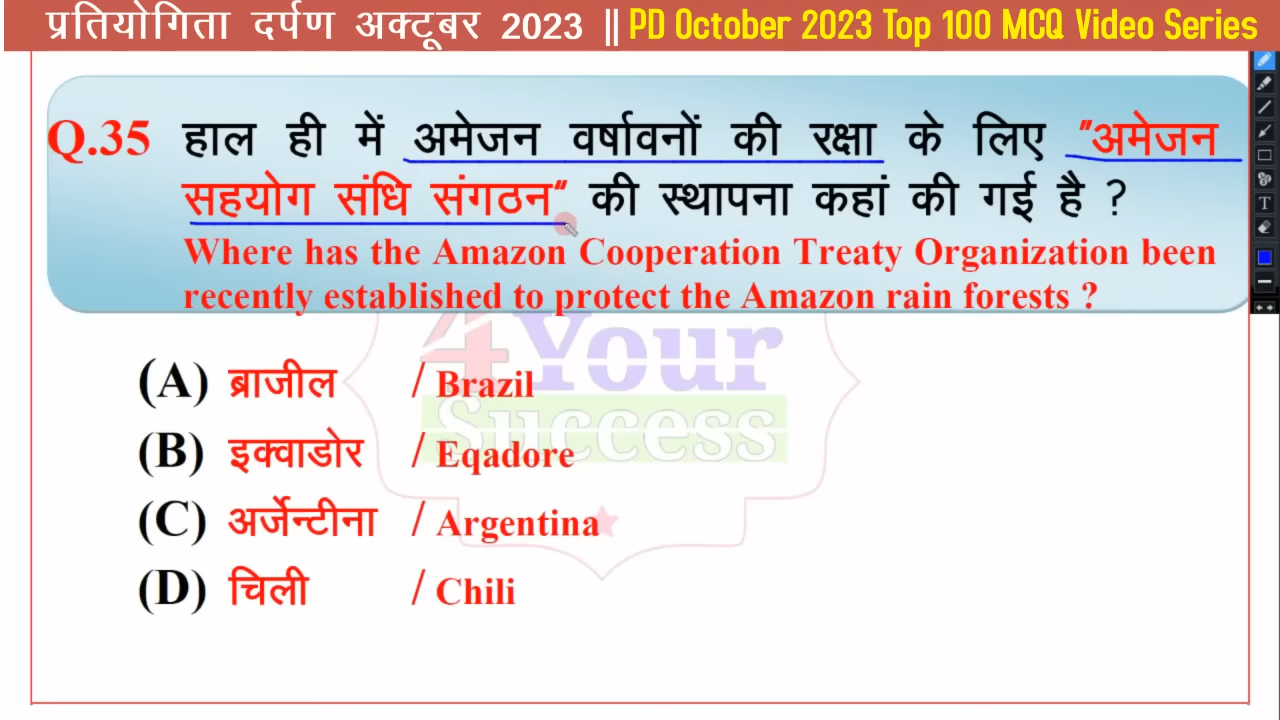 प्रतियोगिता दर्पण अक्टूबर 2023 || PD October 2023 Top 100 MCQ Video Series
Q.35 हाल ही में अमेजन वर्षावनों की रक्षा के लिए "अमेजन
सहयोग संधि संगठन" की स्थापना कहां की गई है ?
Where has the Amazon Cooperation Treaty Organization been
recently established to protect the Amazon rain forests ?
4Your
Success
(A) ब्राजील / Brazil
(B) इक्वाडोर / Eqadore
(C) अर्जेन्टीना / Argentina
(D) चिली / Chili